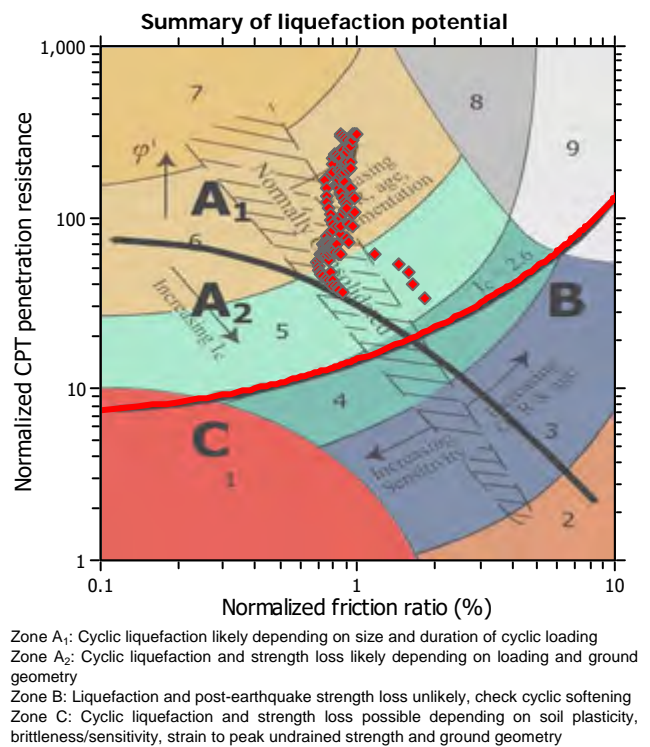 Summary of liquefaction potential
1,000
7
8
9
φ'
Normally
A1
100
6
A2
Ic = 2.6
B
Increasing Ic
5
10
4
C
1
Increasing
Sensitivity
3
2
1
0.1
1
10
Normalized CPT penetration resistance
Normalized friction ratio (%)
Zone A1: Cyclic liquefaction likely depending on size and duration of cyclic loading
Zone A2: Cyclic liquefaction and strength loss likely depending on loading and ground
geometry
Zone B: Liquefaction and post-earthquake strength loss unlikely, check cyclic softening
Zone C: Cyclic liquefaction and strength loss possible depending on soil plasticity,
brittleness/sensitivity, strain to peak undrained strength and ground geometry